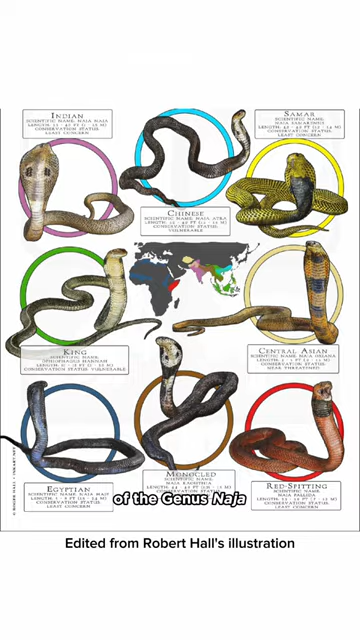 INDIAN
SCIENTIFIC NAME: NAJA NAJA
CONSERVATION STATUS:
LEAST CONCERN
SAMAR
SCIENTIFIC NAME:
NAJA SAMARENSIS
CONSERVATION STATUS:
LEAST CONCERN
CHINESE
SCIENTIFIC NAME: NAJA ATRA
CONSERVATION STATUS:
VULNERABLE
KING
SCIENTIFIC NAME:
OPHIOPHAGUS HANNAH
CONSERVATION STATUS: VULNERABLE
CENTRAL ASIAN
SCIENTIFIC NAME: NAJA OXIANA
CONSERVATION STATUS:
NEAR THREATENED
EGYPTIAN
SCIENTIFIC NAME: NAJA HAJE
CONSERVATION STATUS:
LEAST CONCERN
MONOCLED
SCIENTIFIC NAME:
NAJA KAOUTHIA
LEAST CONCERN
RED-SPITTING
SCIENTIFIC NAME:
NAJA PALLIDA
CONSERVATION STATUS:
LEAST CONCERN
of the Genus Naja
Edited from Robert Hall's illustration